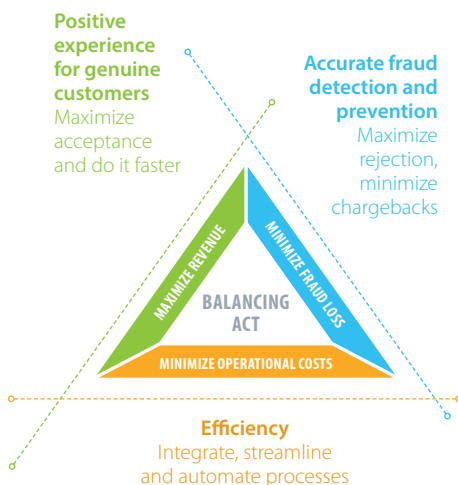 Positive
experience
for genuine
customers
Maximize
acceptance
and do it faster
Accurate fraud
detection and
prevention
Maximize
rejection,
minimize
chargebacks
MAXIMIZE REVENUE
MINIMIZE FRAUD LOSS
BALANCING
ACT
MINIMIZE OPERATIONAL COSTS
Efficiency
Integrate, streamline
and automate processes